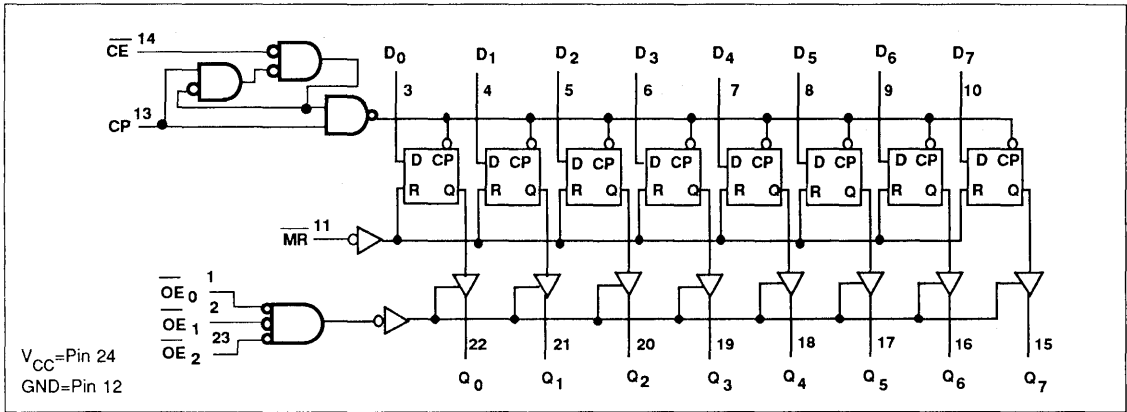 CE 14
D0 D1 D2 D3 D4 D5 D6 D7
3 4 5 6 7 8 9 10
CP 13
D CP D CP D CP D CP D CP D CP D CP D CP
R Q R Q R Q R Q R Q R Q R Q R Q
MR 11
OE0 1
OE1 2
OE2 23
22 21 20 19 18 17 16 15
Q0 Q1 Q2 Q3 Q4 Q5 Q6 Q7
VCC=Pin 24
GND=Pin 12